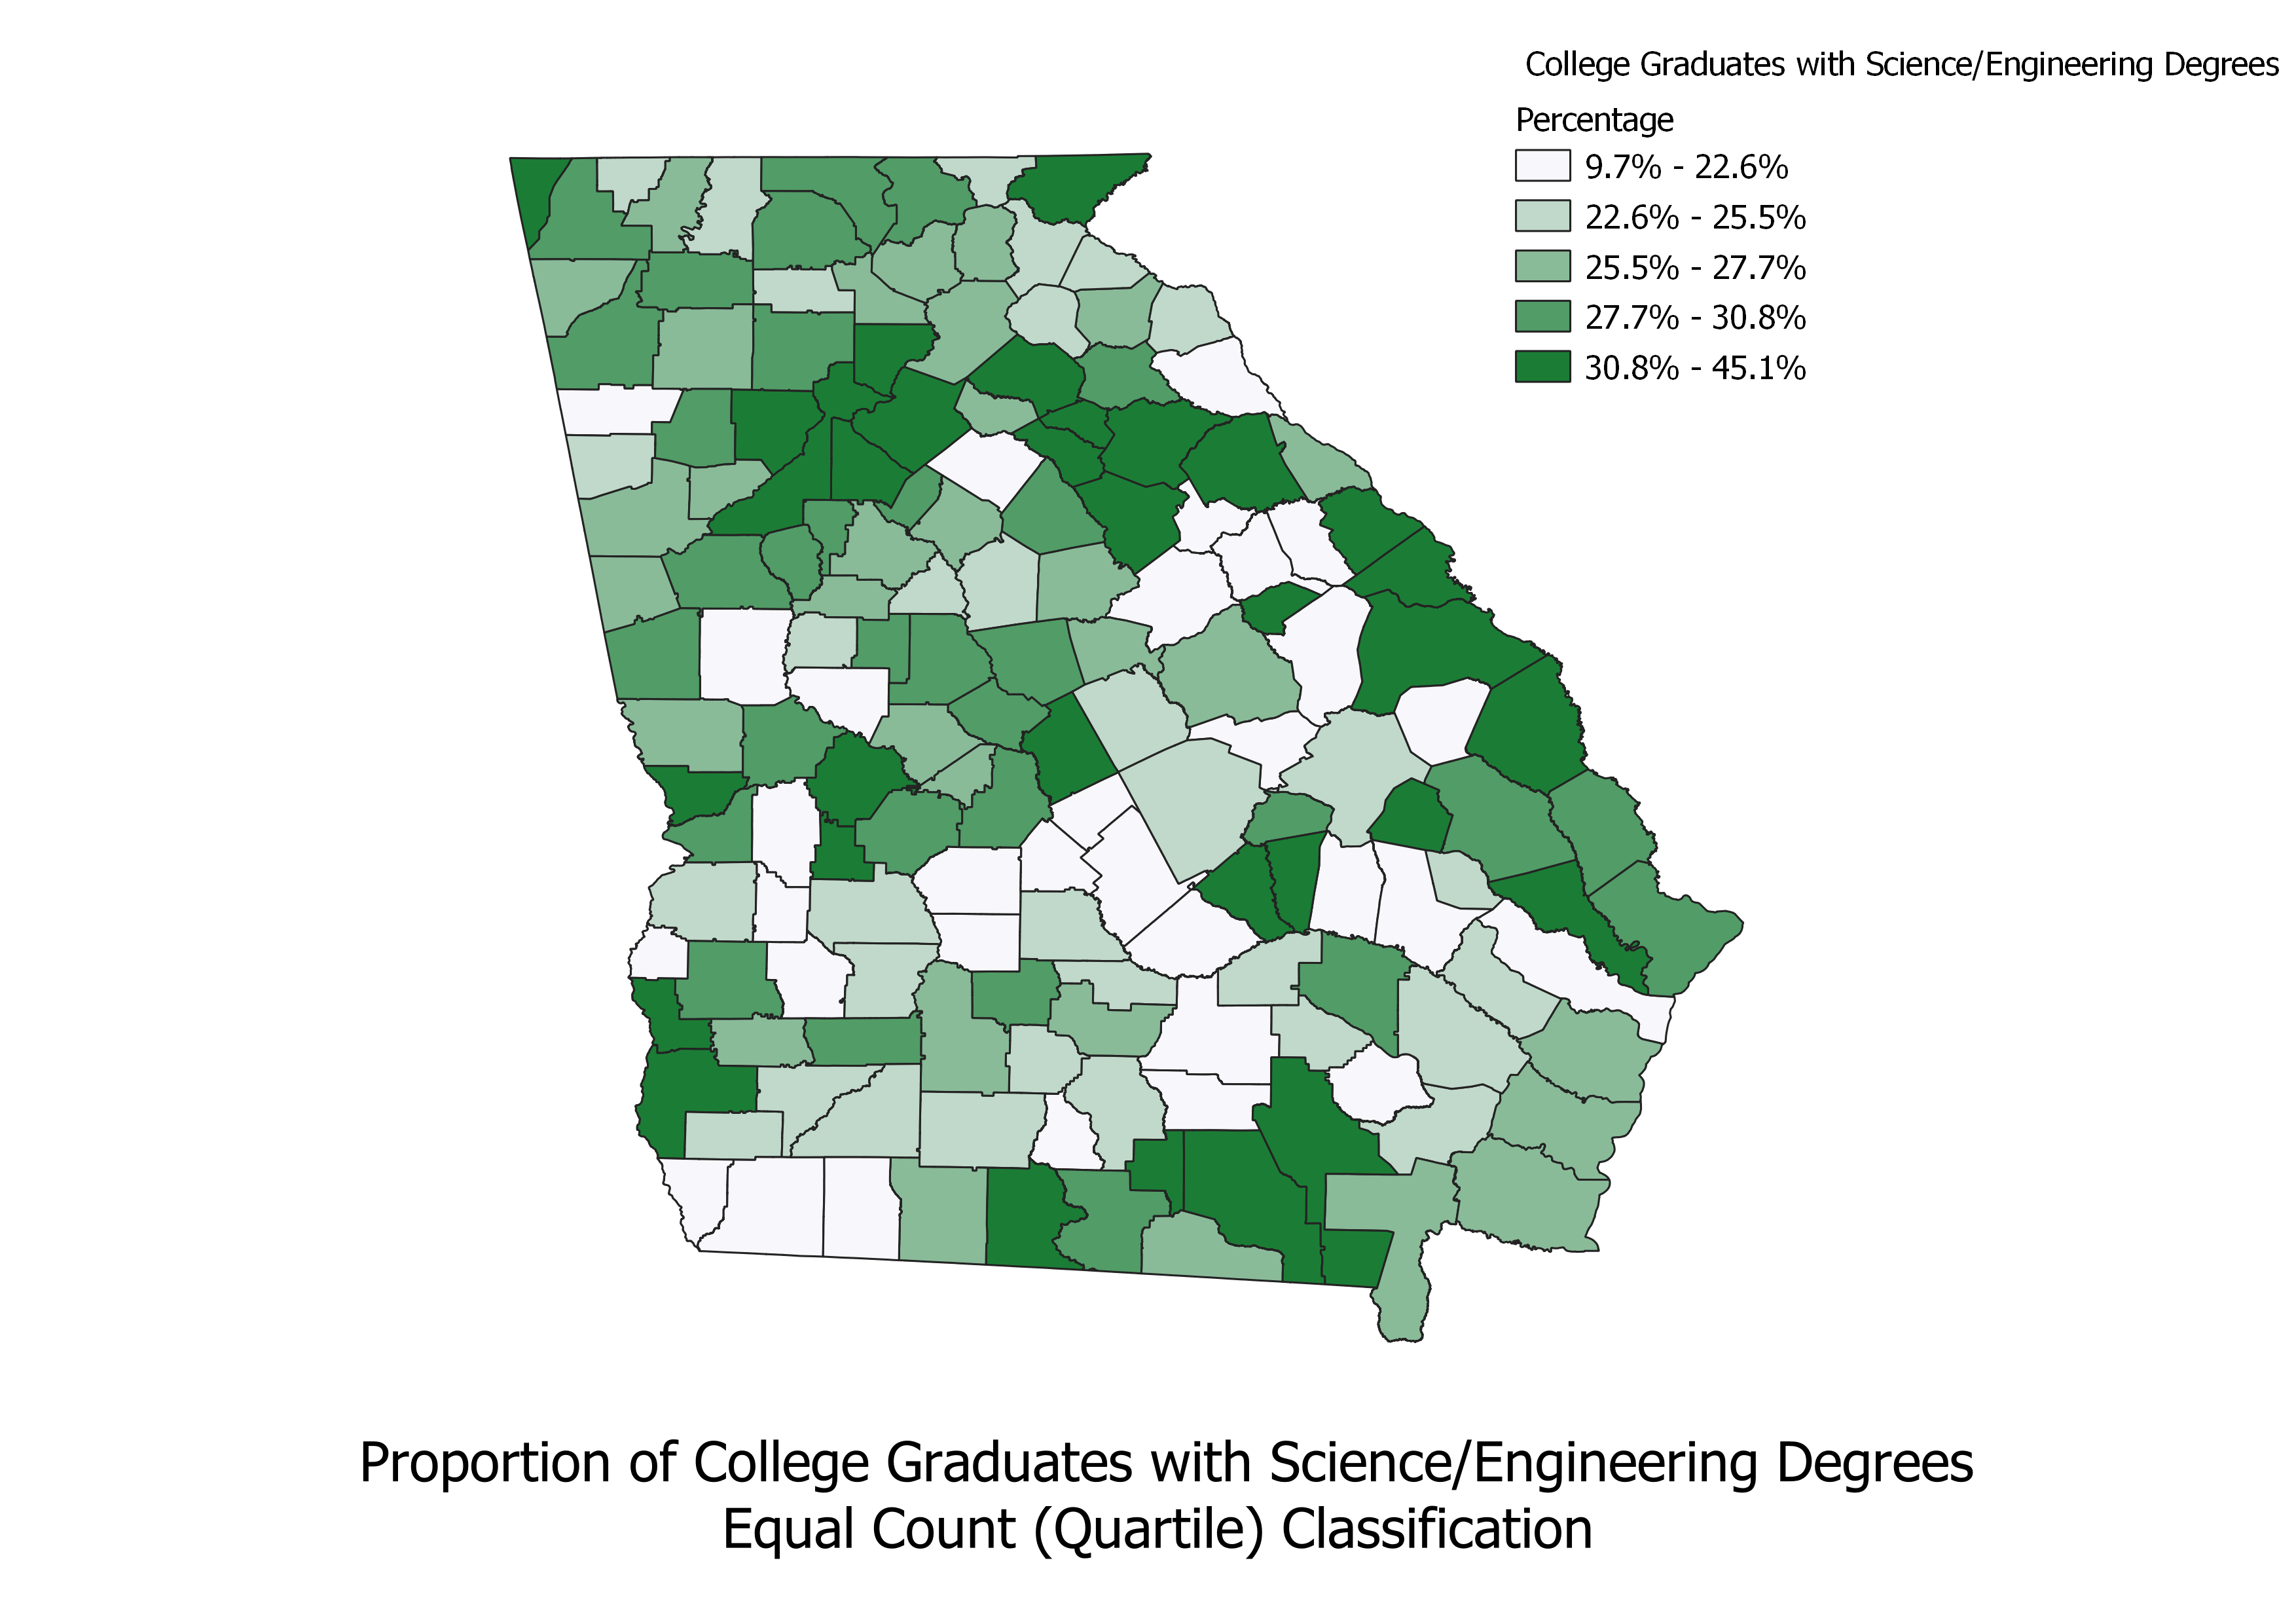 College Graduates with Science/Engineering Degrees
Percentage
9.7% - 22.6%
22.6% - 25.5%
25.5% - 27.7%
27.7% - 30.8%
30.8% - 45.1%
Proportion of College Graduates with Science/Engineering Degrees
Equal Count (Quartile) Classification